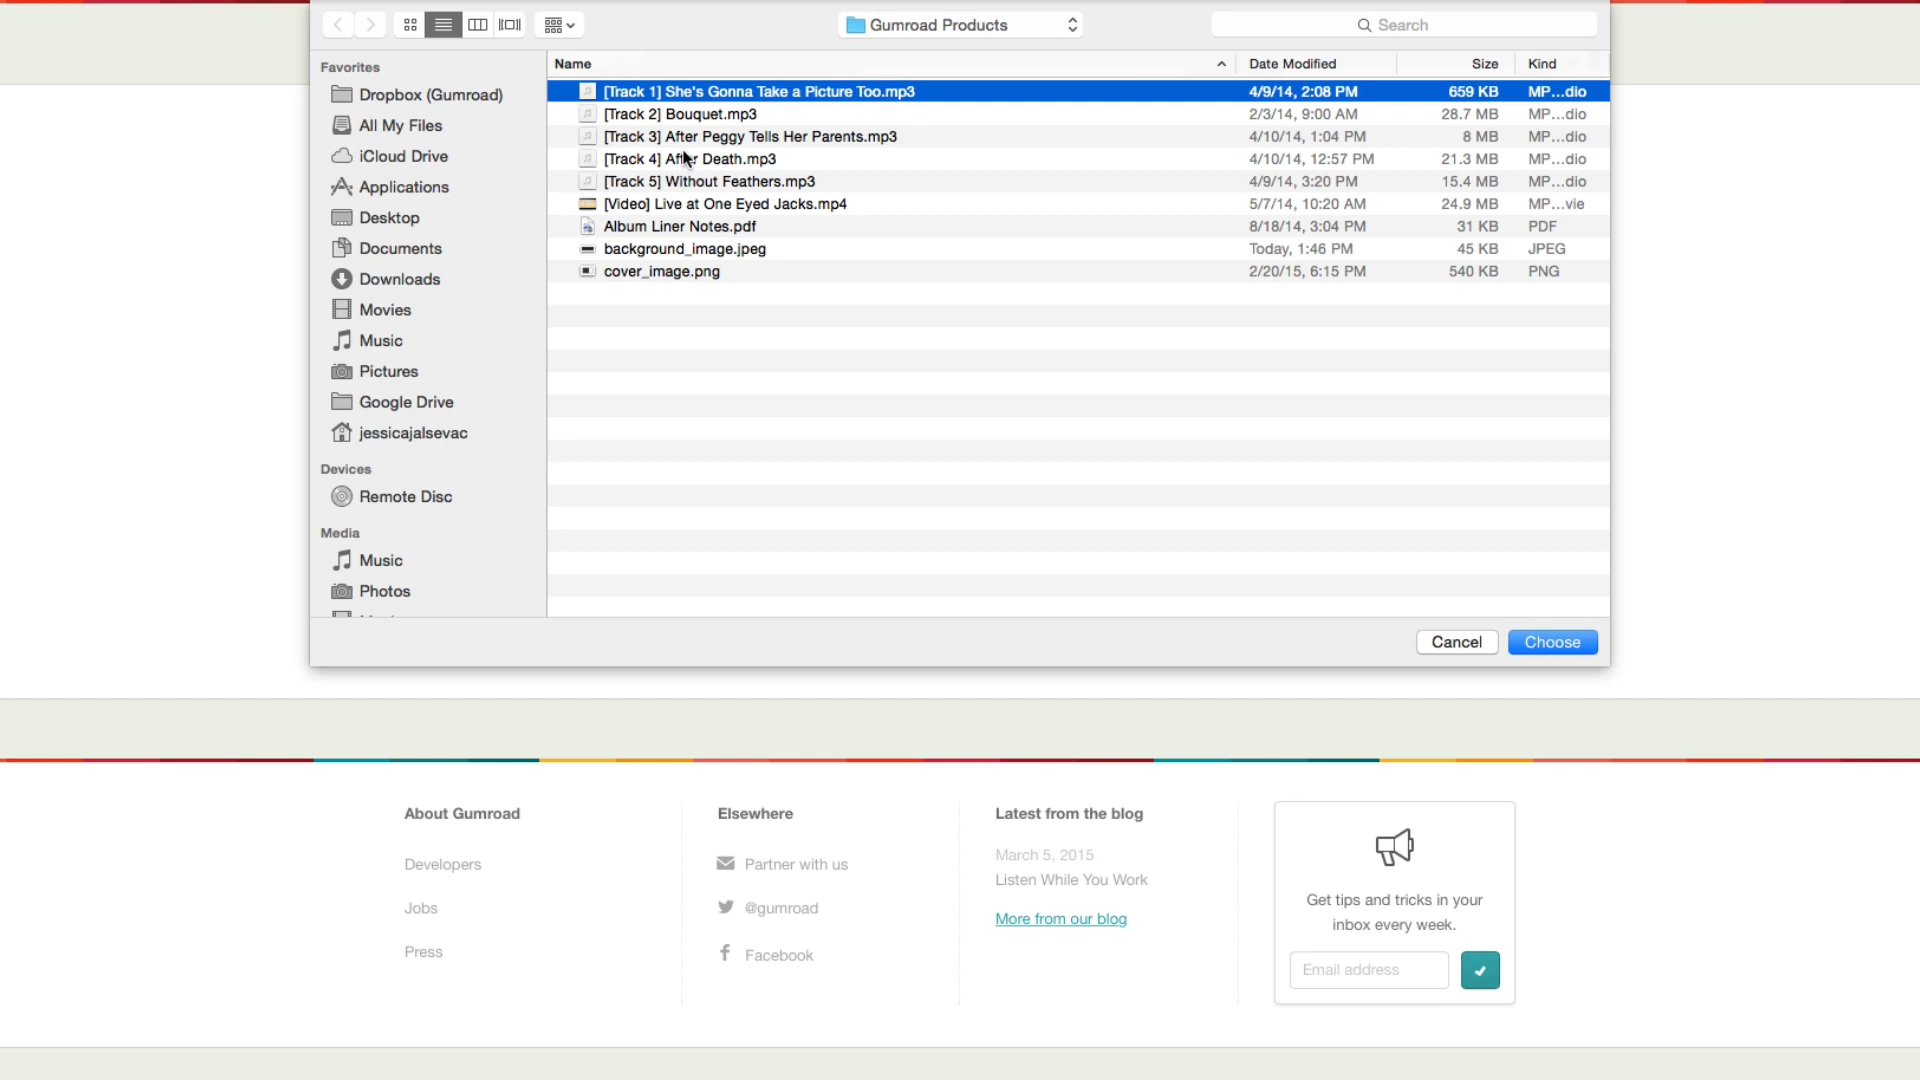 Gumroad Products
Search
Favorites
Dropbox (Gumroad)
All My Files
iCloud Drive
Applications
Desktop
Documents
Downloads
Movies
Music
Pictures
Google Drive
jessicajalsevac
Devices
Remote Disc
Media
Music
Photos
Name Date Modified Size Kind
[Track 1] She's Gonna Take a Picture Too.mp3 4/9/14, 2:08 PM 659 KB MP...dio
[Track 2] Bouquet.mp3 2/3/14, 9:00 AM 28.7 MB MP...dio
[Track 3] After Peggy Tells Her Parents.mp3 4/10/14, 1:04 PM 8 MB MP...dio
[Track 4] After Death.mp3 4/10/14, 12:57 PM 21.3 MB MP...dio
[Track 5] Without Feathers.mp3 4/9/14, 3:20 PM 15.4 MB MP...dio
[Video] Live at One Eyed Jacks.mp4 5/7/14, 10:20 AM 24.9 MB MP...vie
Album Liner Notes.pdf 8/18/14, 3:04 PM 31 KB PDF
background_image.jpeg Today, 1:46 PM 45 KB JPEG
cover_image.png 2/20/15, 6:15 PM 540 KB PNG
Cancel Choose
About Gumroad
Developers
Jobs
Press
Elsewhere
Partner with us
@gumroad
Facebook
Latest from the blog
March 5, 2015
Listen While You Work
More from our blog
Get tips and tricks in your
inbox every week.
Email address